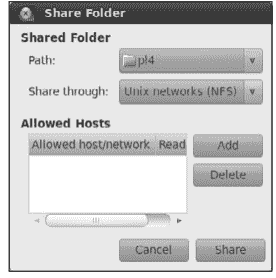 Share Folder
Shared Folder
Path: pl4
Share through: Unix networks (NFS)
Allowed Hosts
Allowed host/network Read
Add
Delete
Cancel Share